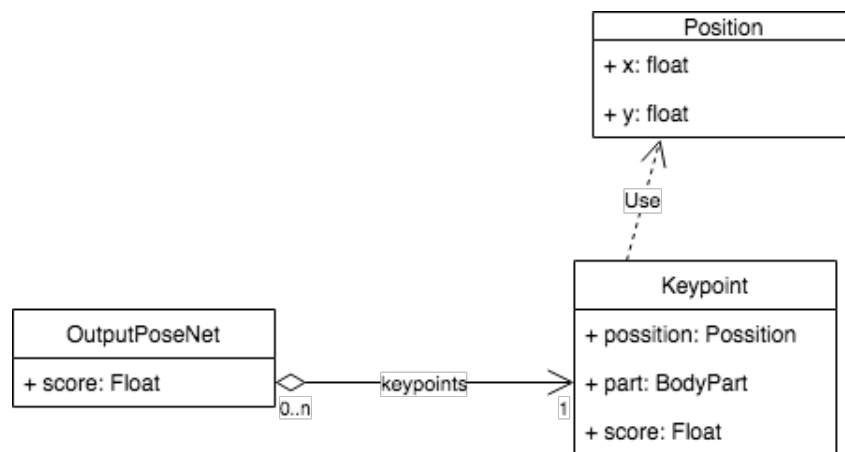 Position
+ x: float
+ y: float
Use
Keypoint
+ possition: Possition
+ part: BodyPart
+ score: Float
OutputPoseNet
+ score: Float
keypoints
0..n
1